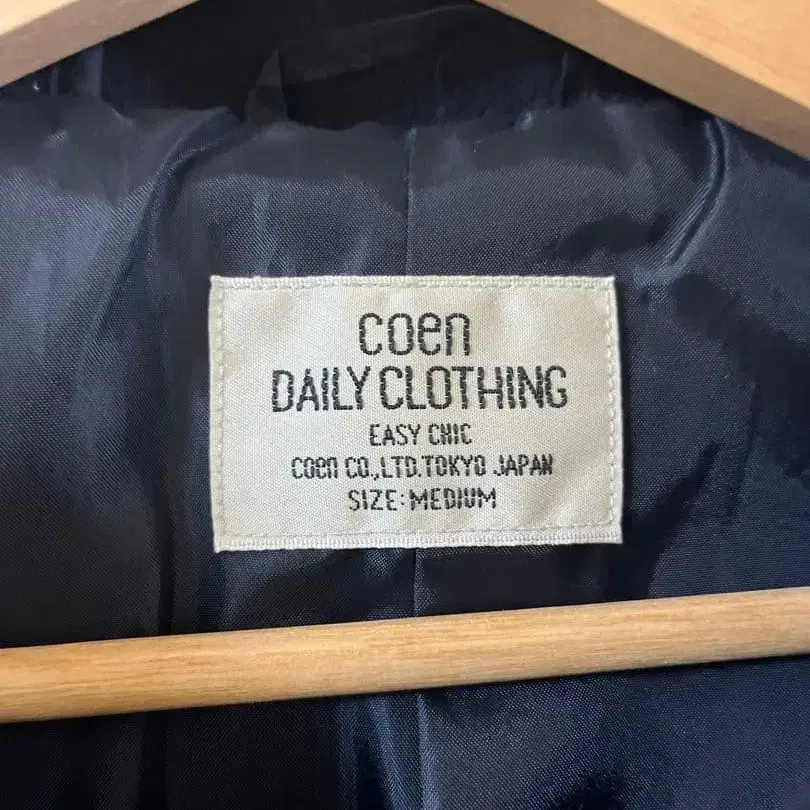 coen
DAILY CLOTHING
EASY CHIC
coen CO.,LTD.TOKYO JAPAN
SIZE:MEDIUM